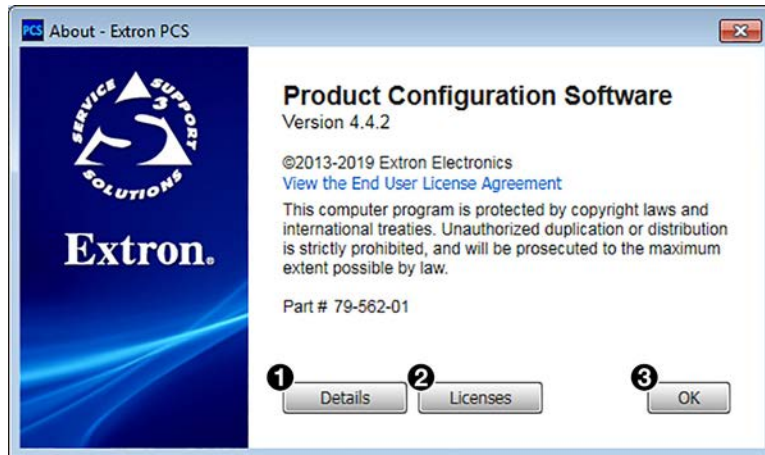 PCS About - Extron PCS
SERVICE SUPPORT SOLUTIONS
3
Extron®
Product Configuration Software
Version 4.4.2
©2013-2019 Extron Electronics
View the End User License Agreement
This computer program is protected by copyright laws and
international treaties. Unauthorized duplication or distribution
is strictly prohibited, and will be prosecuted to the maximum
extent possible by law.
Part # 79-562-01
1 Details 2 Licenses 3 OK